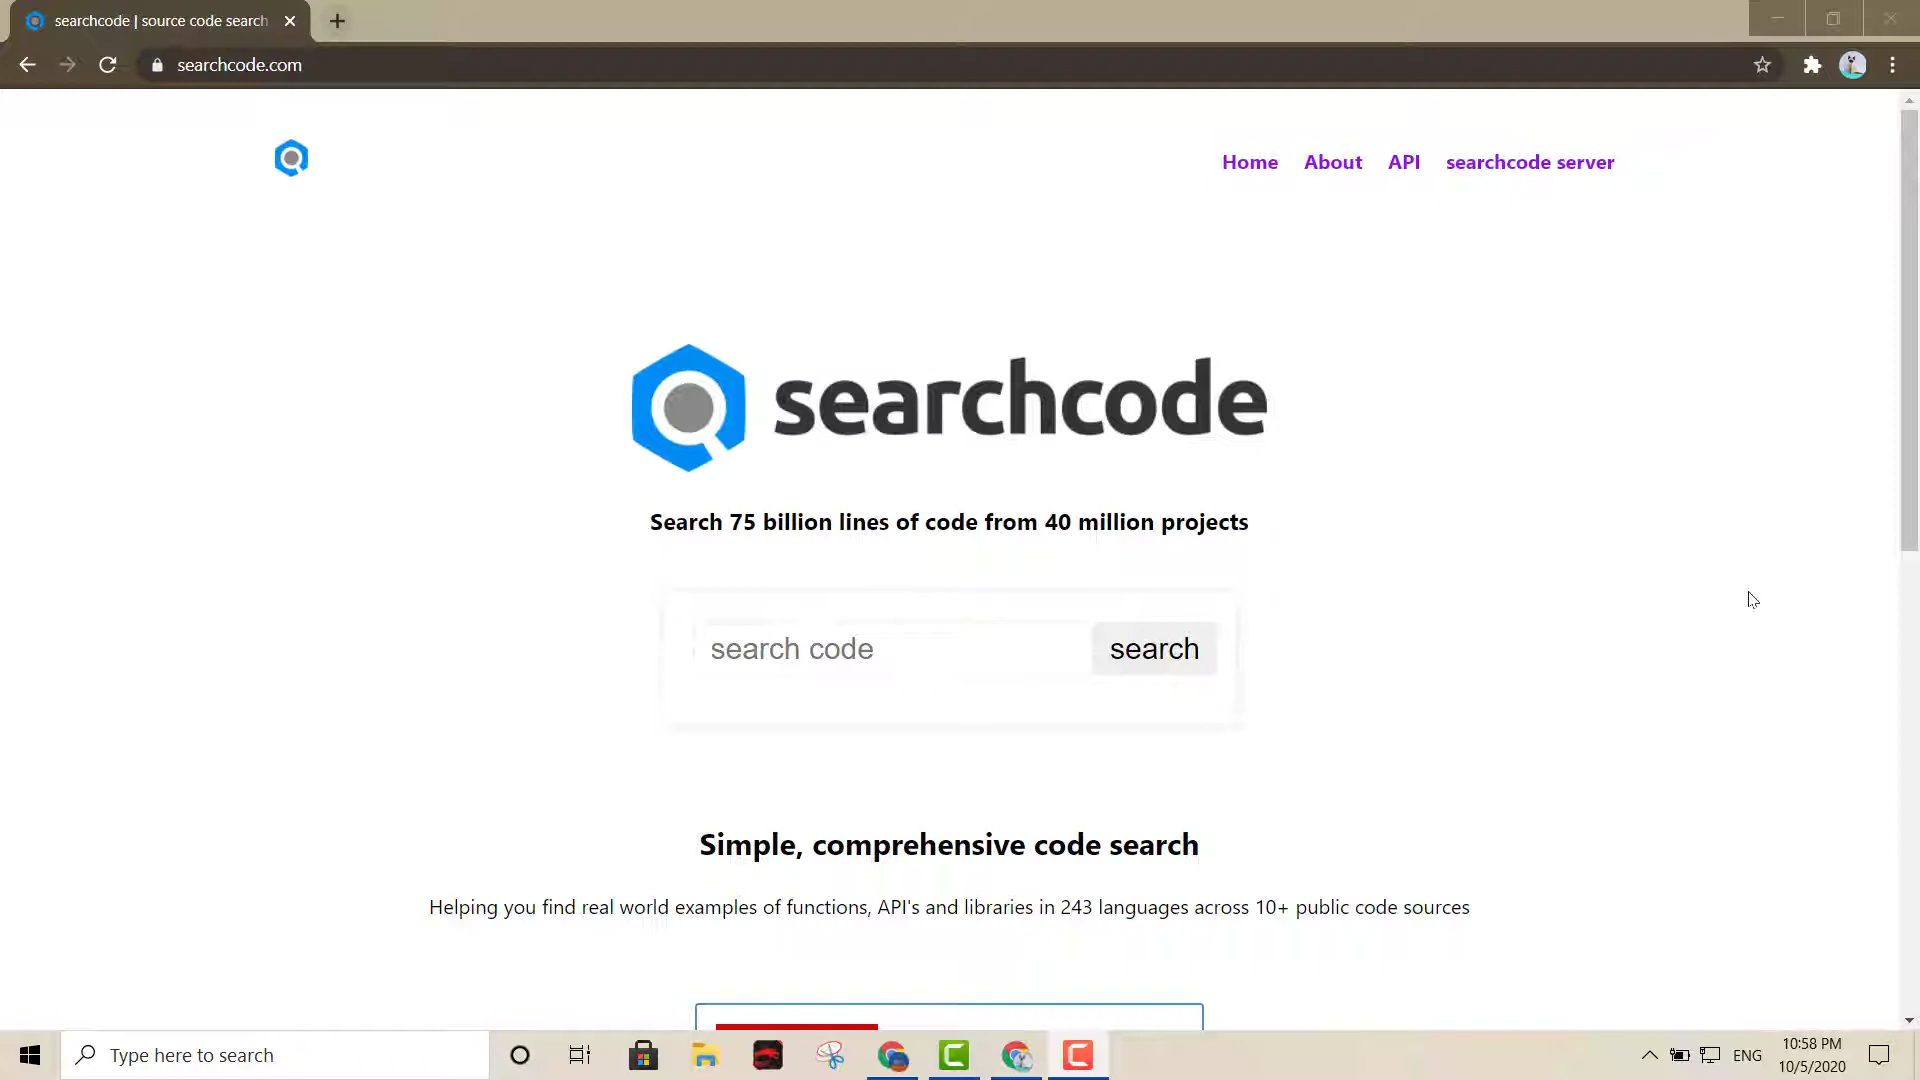 searchcode | source code search
searchcode.com
Home About API searchcode server
searchcode
Search 75 billion lines of code from 40 million projects
search code search
Simple, comprehensive code search
Helping you find real world examples of functions, API's and libraries in 243 languages across 10+ public code sources
Type here to search
ENG
10:58 PM
10/5/2020